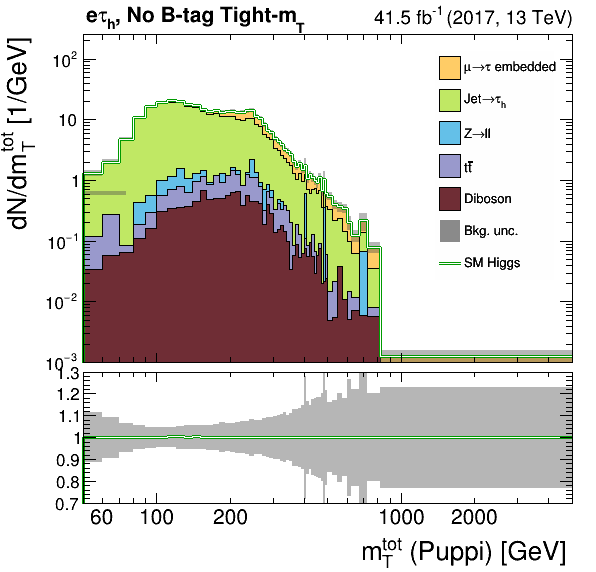 eτh, No B-tag Tight-mT
41.5 fb-1 (2017, 13 TeV)
dN/dmTtot [1/GeV]
10²
10
1
10⁻¹
10⁻²
10⁻³
μ→τ embedded
Jet→τh
Z→ll
tt̄
Diboson
Bkg. unc.
SM Higgs
1.3
1.2
1.1
1
0.9
0.8
0.7
60 100 200 1000 2000
mTtot (Puppi) [GeV]